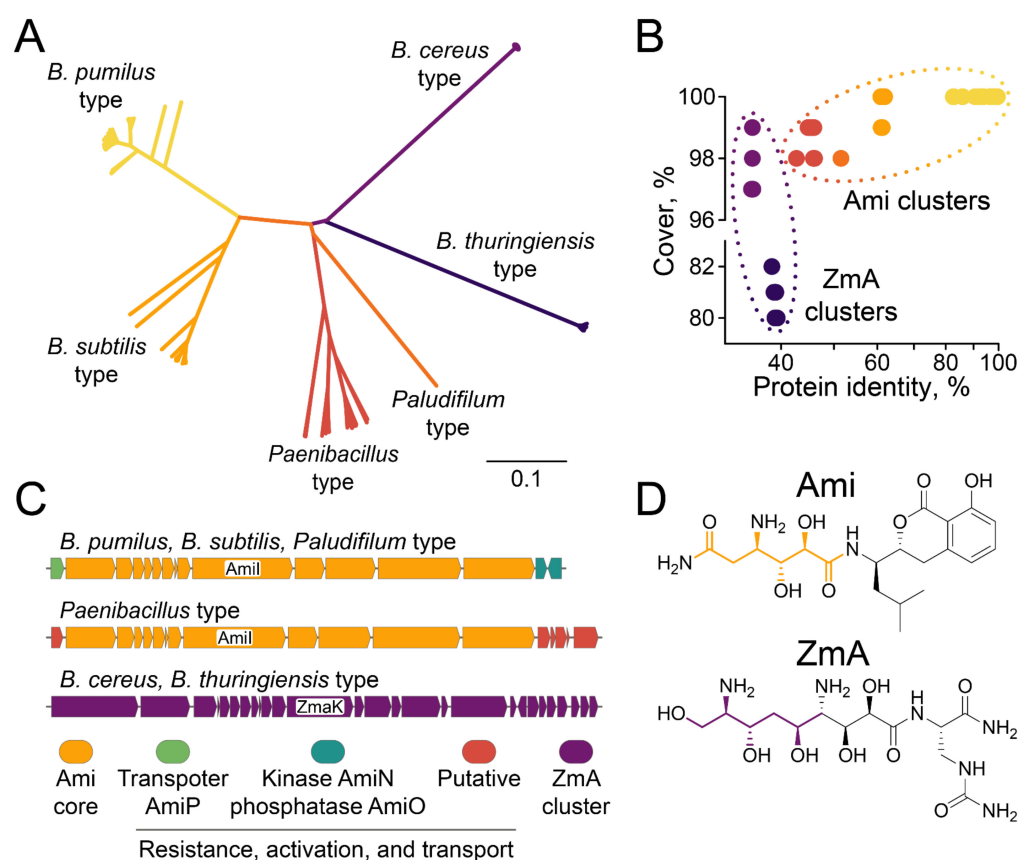 A
B. pumilus
type
B. cereus
type
B. thuringiensis
type
B. subtilis
type
Paludifilum
type
Paenibacillus
type
0.1
B
Cover, %
100
98
96
82
80
Ami clusters
ZmA
clusters
40
60
80
100
Protein identity, %
C
B. pumilus, B. subtilis, Paludifilum type
AmiI
Paenibacillus type
AmiI
B. cereus, B. thuringiensis type
ZmaK
Ami
core
Transpoter
AmiP
Kinase AmiN
phosphatase AmiO
Putative
ZmA
cluster
Resistance, activation, and transport
D
Ami
O
OH
O
NH2
OH
O
H
N
H2N
OH
O
ZmA
NH2
NH2
OH
H
N
O
HO
NH2
OH
OH
OH
O
NH
O
NH2